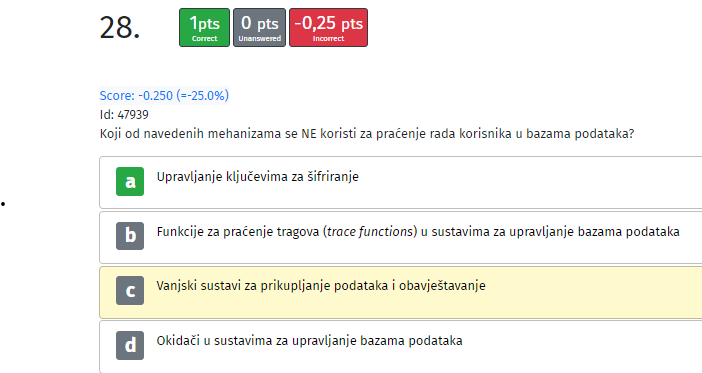 28.
1pts
Correct
0 pts
Unanswered
-0,25 pts
Incorrect
Score: -0.250 (=-25.0%)
Id: 47939
Koji od navedenih mehanizama se NE koristi za praćenje rada korisnika u bazama podataka?
a Upravljanje ključevima za šifriranje
b Funkcije za praćenje tragova (trace functions) u sustavima za upravljanje bazama podataka
c Vanjski sustavi za prikupljanje podataka i obavještavanje
d Okidači u sustavima za upravljanje bazama podataka